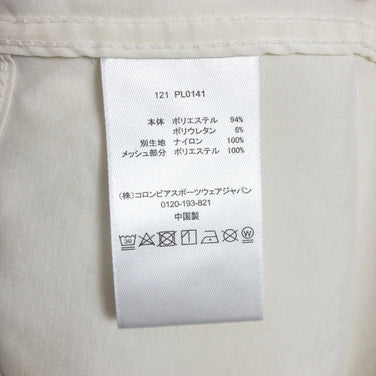 121 PL0141
本体 ポリエステル 94%
ポリウレタン 6%
別生地 ナイロン 100%
メッシュ部分 ポリエステル 100%
(株)コロンビアスポーツウェアジャパン
0120-193-821
中国製
30 W